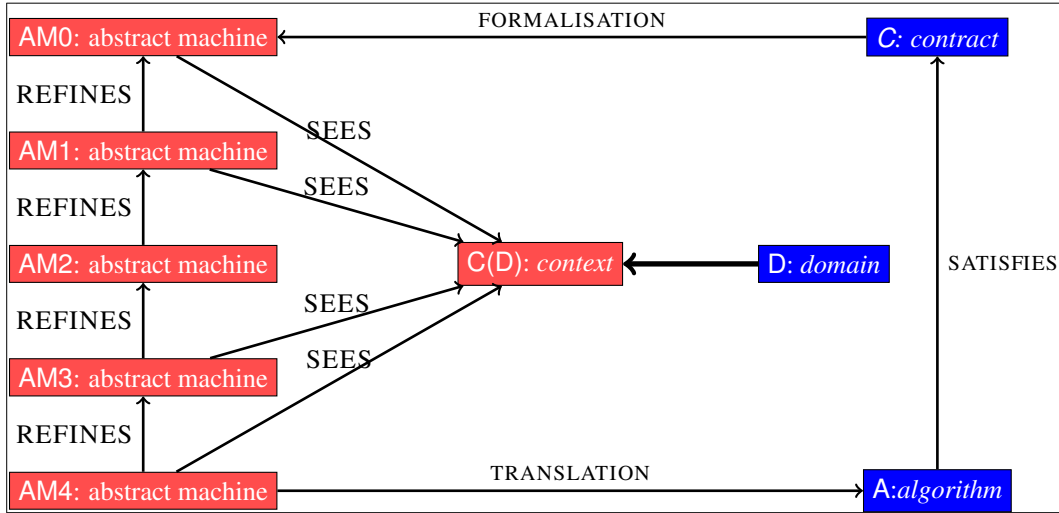 FORMALISATION
AM0: abstract machine
C: contract
REFINES
SEES
AM1: abstract machine
SEES
REFINES
AM2: abstract machine
C(D): context
D: domain
SATISFIES
REFINES
SEES
SEES
AM3: abstract machine
REFINES
TRANSLATION
AM4: abstract machine
A:algorithm